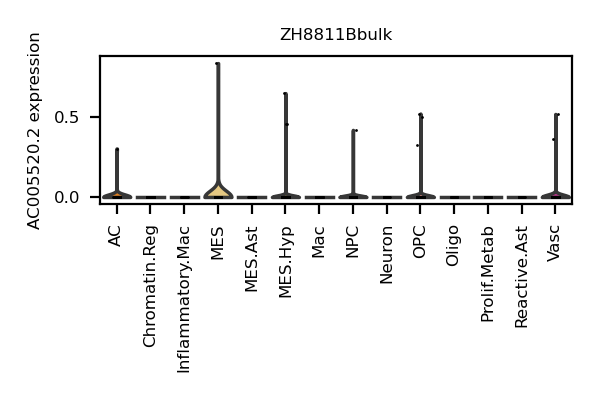 ZH8811Bbulk
AC005520.2 expression
0.5
0.0
AC
Chromatin.Reg
Inflammatory.Mac
MES
MES.Ast
MES.Hyp
Mac
NPC
Neuron
OPC
Oligo
Prolif.Metab
Reactive.Ast
Vasc